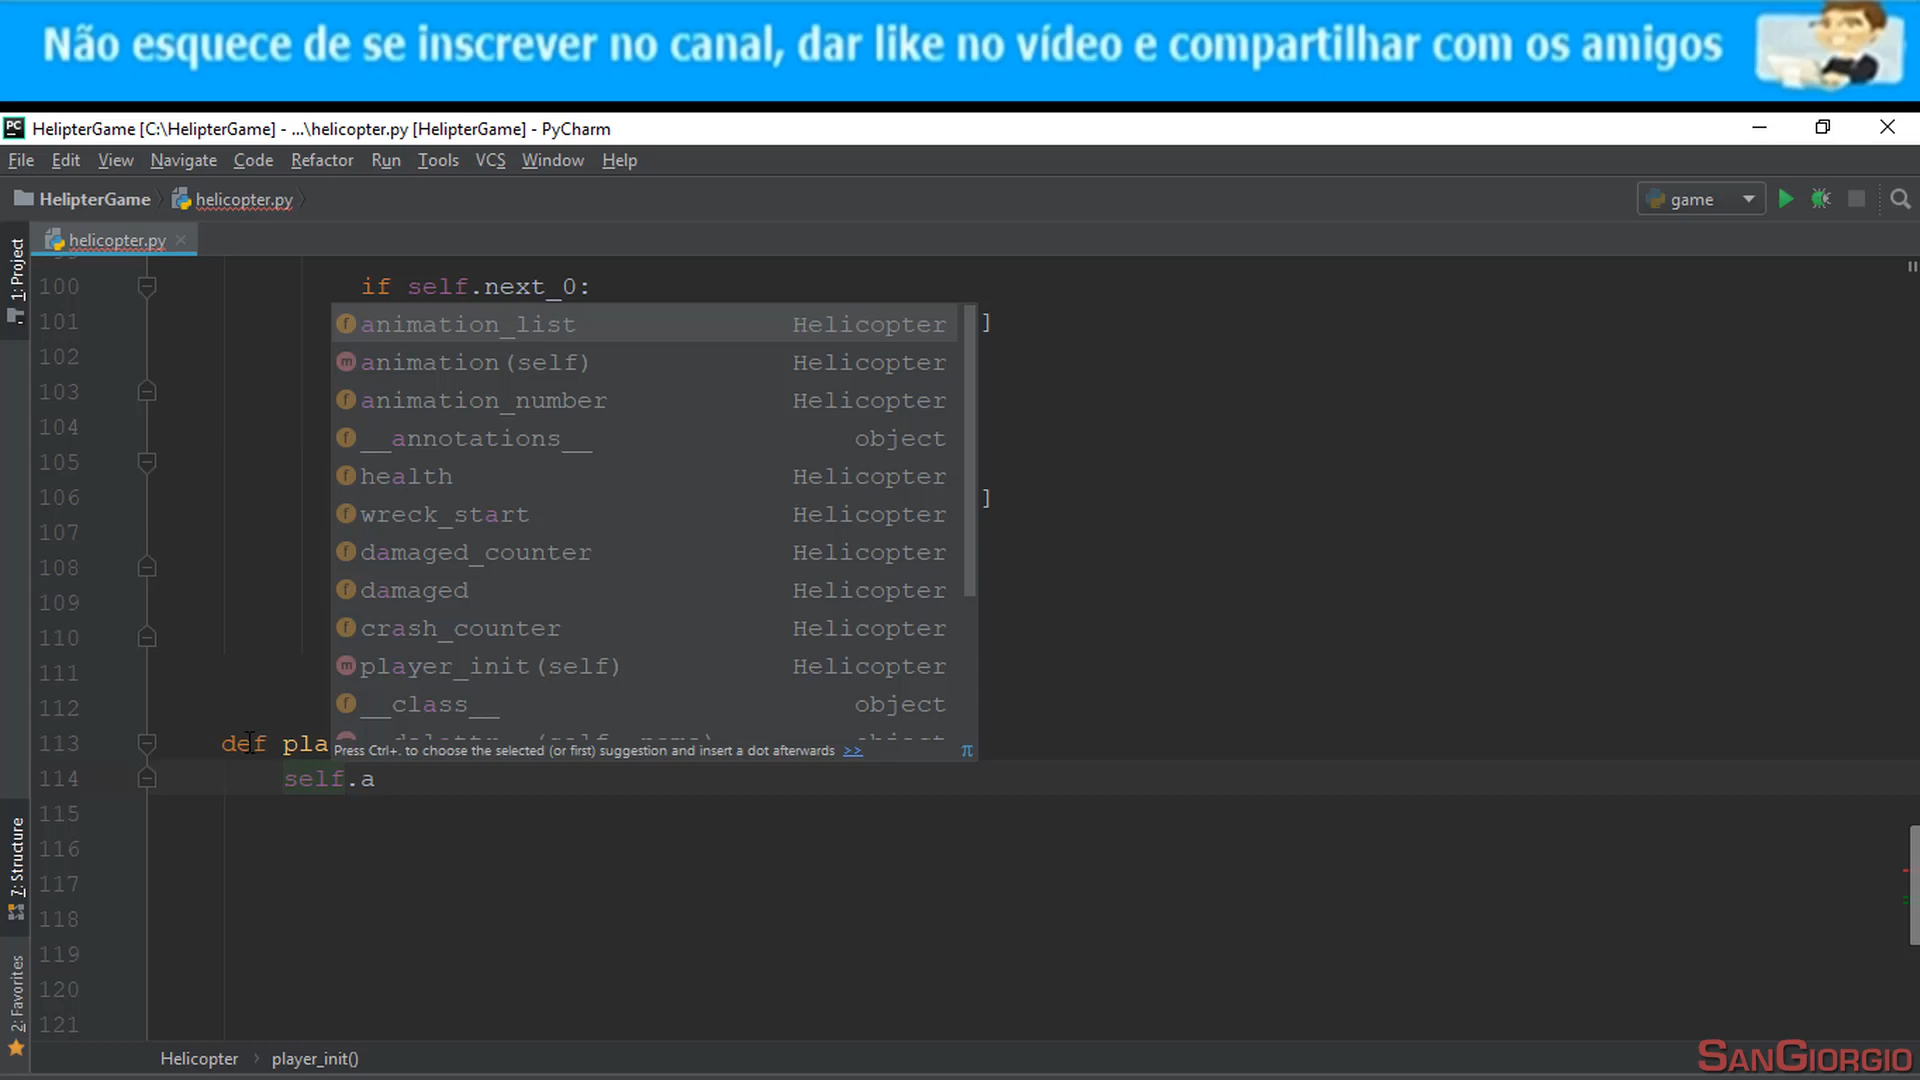 Não esquece de se inscrever no canal, dar like no vídeo e compartilhar com os amigos
PC HelipterGame [C:\HelipterGame] - ...\helicopter.py [HelipterGame] - PyCharm
File Edit View Navigate Code Refactor Run Tools VCS Window Help
HelipterGame helicopter.py game
helicopter.py
1: Project
7: Structure
2: Favorites
100 if self.next_0:
101 ]
102
103
104
105
106 ]
107
108
109
110
111
112
113 def pla
114 self.a
115
116
117
118
119
120
121
animation_list Helicopter
animation(self) Helicopter
animation_number Helicopter
__annotations__ object
health Helicopter
wreck_start Helicopter
damaged_counter Helicopter
damaged Helicopter
crash_counter Helicopter
player_init(self) Helicopter
__class__ object
Press Ctrl+. to choose the selected (or first) suggestion and insert a dot afterwards >> π
Helicopter player_init()
SANGIORGIO